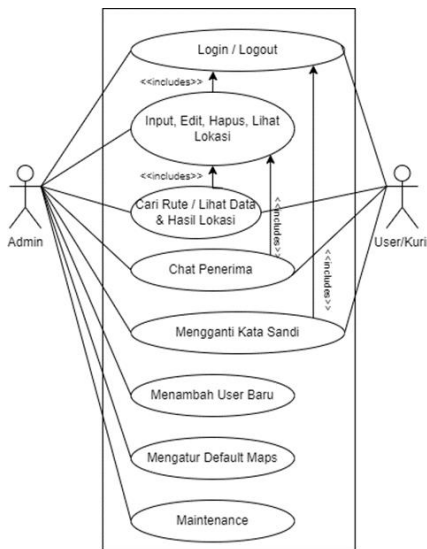 Login / Logout
<<includes>>
Input, Edit, Hapus, Lihat
Lokasi
<<includes>>
Cari Rute / Lihat Data
& Hasil Lokasi
<<includes>>
Admin
User/Kuri
Chat Penerima
<<includes>>
Mengganti Kata Sandi
Menambah User Baru
Mengatur Default Maps
Maintenance